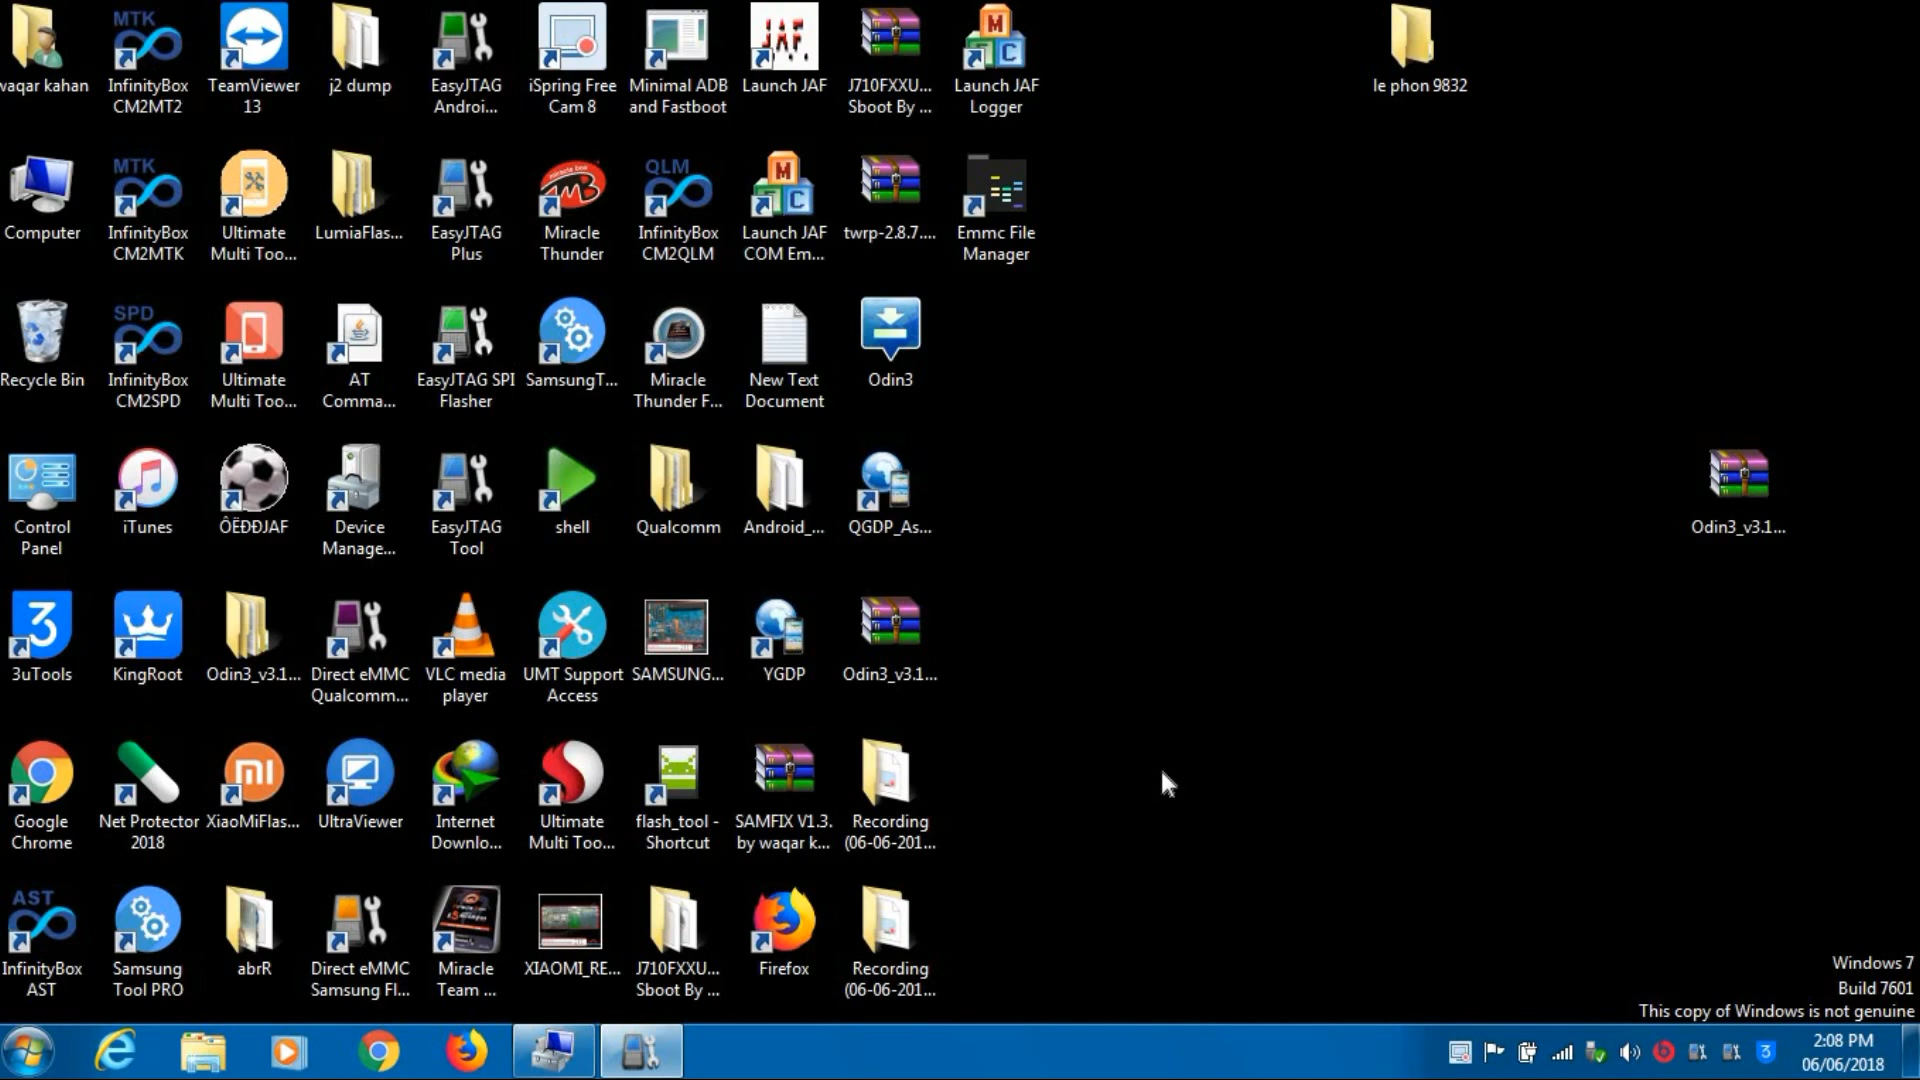 waqar kahan
MTK
InfinityBox
CM2MT2
TeamViewer
13
j2 dump
EasyJTAG
Androi...
iSpring Free
Cam 8
Minimal ADB
and Fastboot
JAF.
Launch JAF
J710FXXU...
Sboot By ...
M
C
Launch JAF
Logger
le phon 9832
Computer
MTK
InfinityBox
CM2MTK
Ultimate
Multi Too...
LumiaFlas...
EasyJTAG
Plus
Miracle
Thunder
QLM
InfinityBox
CM2QLM
M
C
Launch JAF
COM Em...
twrp-2.8.7....
Emmc File
Manager
Recycle Bin
SPD
InfinityBox
CM2SPD
Ultimate
Multi Too...
AT
Comma...
EasyJTAG SPI
Flasher
SamsungT...
Miracle
Thunder F...
New Text
Document
Odin3
Control
Panel
iTunes
ÔËÐÐJAF
Device
Manage...
EasyJTAG
Tool
shell
Qualcomm
Android_...
QGDP_As...
Odin3_v3.1...
3
3uTools
KingRoot
Odin3_v3.1...
Direct eMMC
Qualcomm...
VLC media
player
UMT Support
Access
SAMSUNG...
YGDP
Odin3_v3.1...
Google
Chrome
Net Protector
2018
mi
XiaoMiFlas...
UltraViewer
Internet
Downlo...
Ultimate
Multi Too...
flash_tool -
Shortcut
SAMFIX V1.3.
by waqar k...
Recording
(06-06-201...
AST
InfinityBox
AST
Samsung
Tool PRO
abrR
Direct eMMC
Samsung Fl...
Miracle
Team ...
XIAOMI_RE...
J710FXXU...
Sboot By ...
Firefox
Recording
(06-06-201...
Windows 7
Build 7601
This copy of Windows is not genuine
3
2:08 PM
06/06/2018